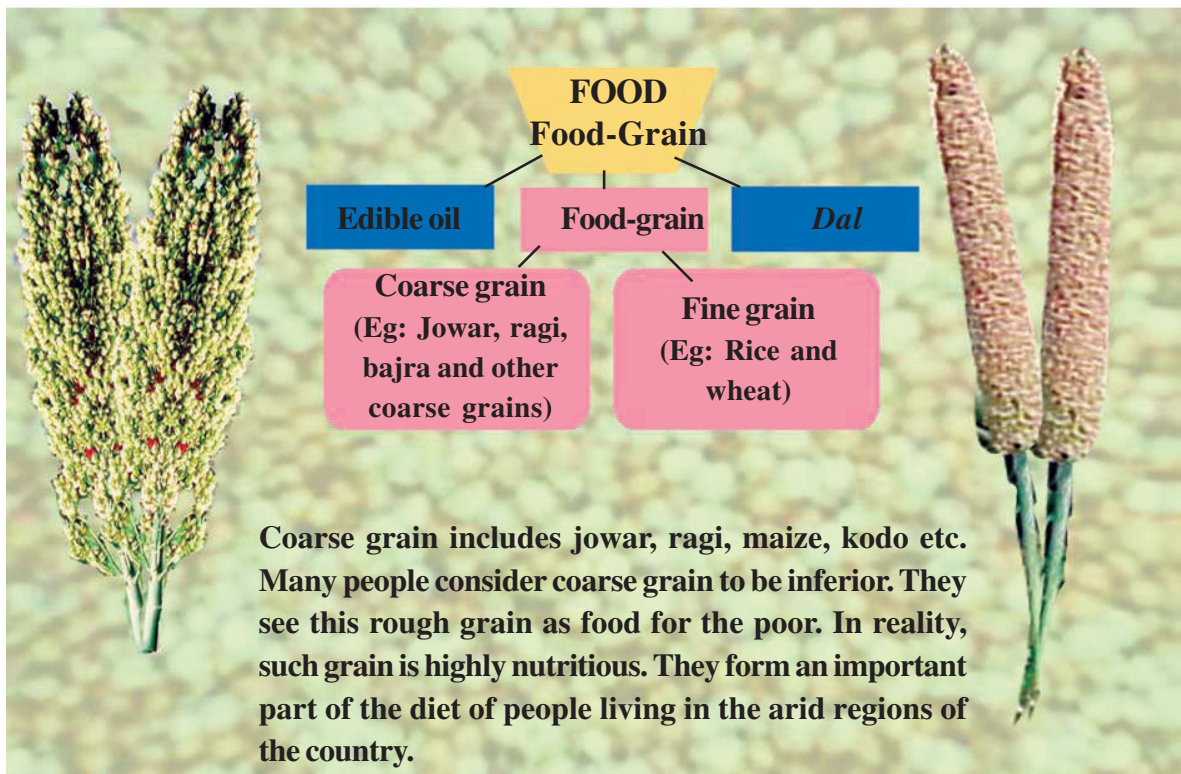 FOOD
Food-Grain
Edible oil
Food-grain
Dal
Coarse grain
(Eg: Jowar, ragi,
bajra and other
coarse grains)
Fine grain
(Eg: Rice and
wheat)
Coarse grain includes jowar, ragi, maize, kodo etc.
Many people consider coarse grain to be inferior. They
see this rough grain as food for the poor. In reality,
such grain is highly nutritious. They form an important
part of the diet of people living in the arid regions of
the country.